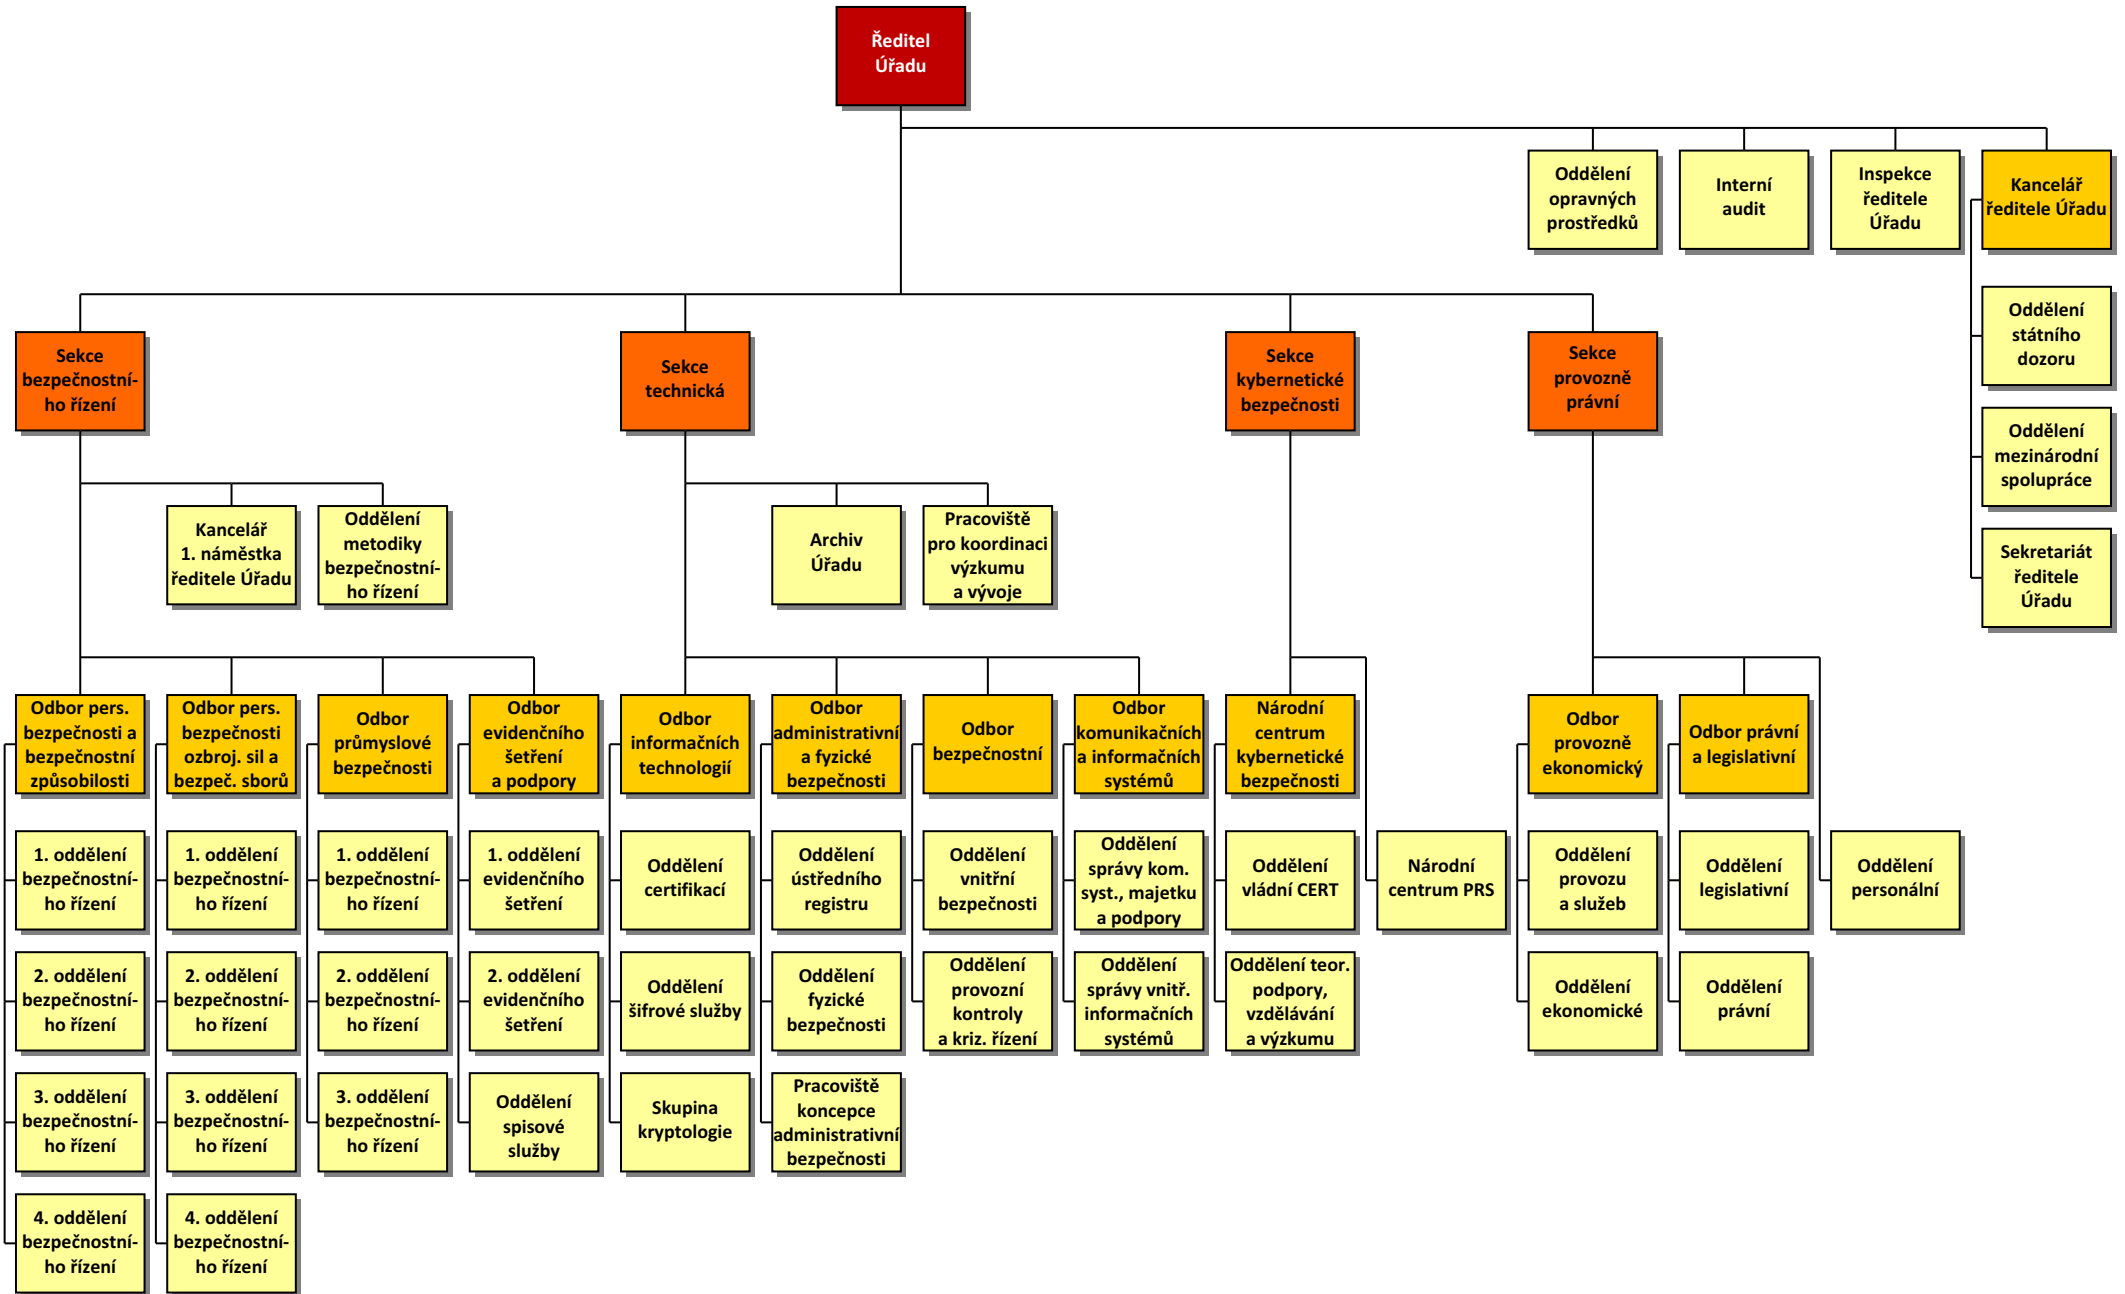 Ředitel
Úřadu
Oddělení
opravných
prostředků
Interní
audit
Inspekce
ředitele
Úřadu
Kancelář
ředitele Úřadu
Oddělení
státního
dozoru
Oddělení
mezinárodní
spolupráce
Sekretariát
ředitele
Úřadu
Sekce
bezpečnostní-
ho řízení
Sekce
technická
Sekce
kybernetické
bezpečnosti
Sekce
provozně
právní
Kancelář
1. náměstka
ředitele Úřadu
Oddělení
metodiky
bezpečnostní-
ho řízení
Archiv
Úřadu
Pracoviště
pro koordinaci
výzkumu
a vývoje
Odbor pers.
bezpečnosti a
bezpečnostní
způsobilosti
Odbor pers.
bezpečnosti
ozbroj. sil a
bezpeč. sborů
Odbor
průmyslové
bezpečnosti
Odbor
evidenčního
šetření
a podpory
Odbor
informačních
technologií
Odbor
administrativní
a fyzické
bezpečnosti
Odbor
bezpečnostní
Odbor
komunikačních
a informačních
systémů
Národní
centrum
kybernetické
bezpečnosti
Odbor
provozně
ekonomický
Odbor právní
a legislativní
1. oddělení
bezpečnostní-
ho řízení
1. oddělení
bezpečnostní-
ho řízení
1. oddělení
bezpečnostní-
ho řízení
1. oddělení
evidenčního
šetření
Oddělení
certifikací
Oddělení
ústředního
registru
Oddělení
vnitřní
bezpečnosti
Oddělení
správy kom.
syst., majetku
a podpory
Oddělení
vládní CERT
Národní
centrum PRS
Oddělení
provozu
a služeb
Oddělení
legislativní
Oddělení
personální
2. oddělení
bezpečnostní-
ho řízení
2. oddělení
bezpečnostní-
ho řízení
2. oddělení
bezpečnostní-
ho řízení
2. oddělení
evidenčního
šetření
Oddělení
šifrové služby
Oddělení
fyzické
bezpečnosti
Oddělení
provozní
kontroly
a kriz. řízení
Oddělení
správy vnitř.
informačních
systémů
Oddělení teor.
podpory,
vzdělávání
a výzkumu
Oddělení
ekonomické
Oddělení
právní
3. oddělení
bezpečnostní-
ho řízení
3. oddělení
bezpečnostní-
ho řízení
3. oddělení
bezpečnostní-
ho řízení
Oddělení
spisové
služby
Skupina
kryptologie
Pracoviště
koncepce
administrativní
bezpečnosti
4. oddělení
bezpečnostní-
ho řízení
4. oddělení
bezpečnostní-
ho řízení